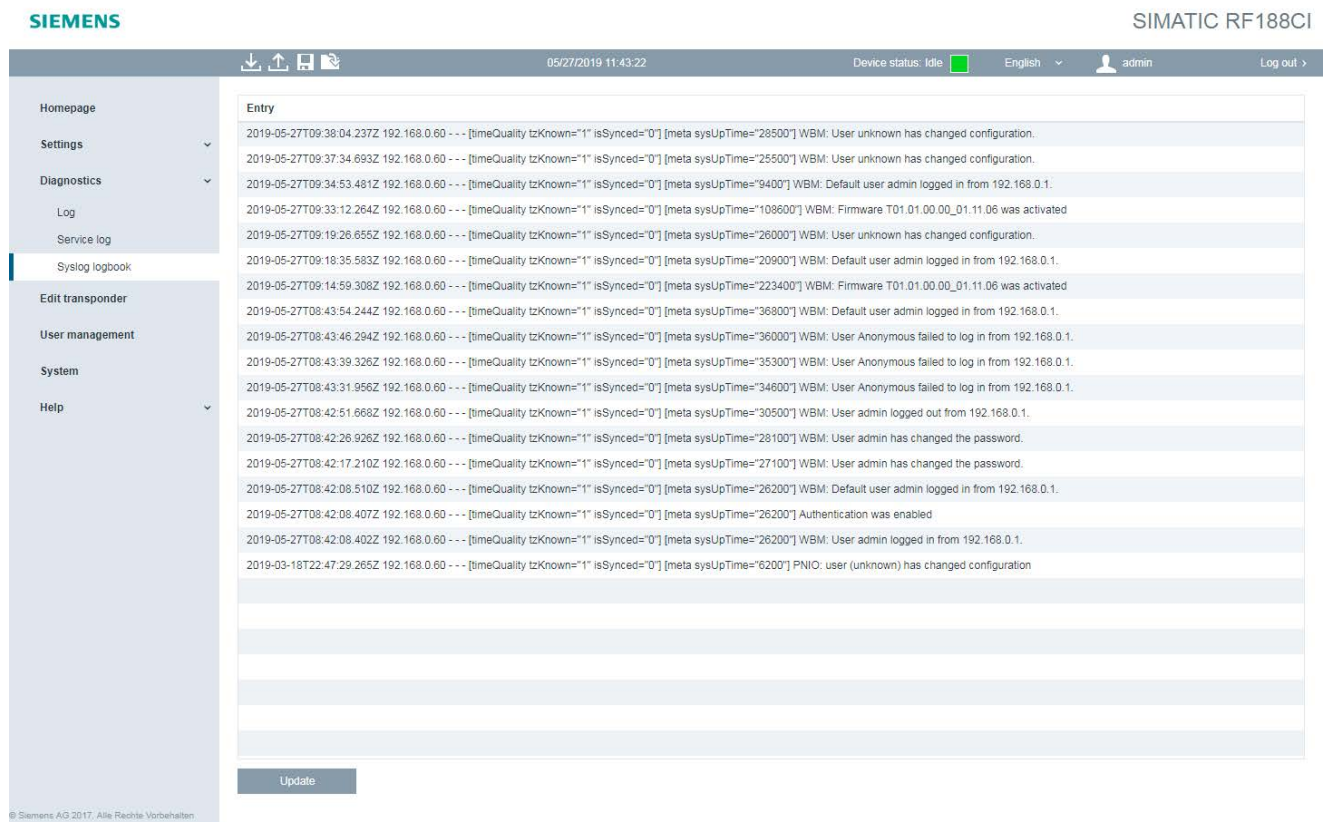 SIEMENS
SIMATIC RF188CI
05/27/2019 11:43:22
Device status: Idle
English
admin
Log out >
Homepage
Settings
Diagnostics
Log
Service log
Syslog logbook
Edit transponder
User management
System
Help
Entry
2019-05-27T09:38:04.237Z 192.168.0.60 - - - [timeQuality tzKnown="1" isSynced="0"] [meta sysUpTime="28500"] WBM: User unknown has changed configuration.
2019-05-27T09:37:34.693Z 192.168.0.60 - - - [timeQuality tzKnown="1" isSynced="0"] [meta sysUpTime="25500"] WBM: User unknown has changed configuration.
2019-05-27T09:34:53.481Z 192.168.0.60 - - - [timeQuality tzKnown="1" isSynced="0"] [meta sysUpTime="9400"] WBM: Default user admin logged in from 192.168.0.1.
2019-05-27T09:33:12.264Z 192.168.0.60 - - - [timeQuality tzKnown="1" isSynced="0"] [meta sysUpTime="108600"] WBM: Firmware T01.01.00.00_01.11.06 was activated
2019-05-27T09:19:26.655Z 192.168.0.60 - - - [timeQuality tzKnown="1" isSynced="0"] [meta sysUpTime="26000"] WBM: User unknown has changed configuration.
2019-05-27T09:18:35.583Z 192.168.0.60 - - - [timeQuality tzKnown="1" isSynced="0"] [meta sysUpTime="20900"] WBM: Default user admin logged in from 192.168.0.1.
2019-05-27T09:14:59.308Z 192.168.0.60 - - - [timeQuality tzKnown="1" isSynced="0"] [meta sysUpTime="223400"] WBM: Firmware T01.01.00.00_01.11.06 was activated
2019-05-27T08:43:54.244Z 192.168.0.60 - - - [timeQuality tzKnown="1" isSynced="0"] [meta sysUpTime="36800"] WBM: Default user admin logged in from 192.168.0.1.
2019-05-27T08:43:46.294Z 192.168.0.60 - - - [timeQuality tzKnown="1" isSynced="0"] [meta sysUpTime="36000"] WBM: User Anonymous failed to log in from 192.168.0.1.
2019-05-27T08:43:39.326Z 192.168.0.60 - - - [timeQuality tzKnown="1" isSynced="0"] [meta sysUpTime="35300"] WBM: User Anonymous failed to log in from 192.168.0.1.
2019-05-27T08:43:31.956Z 192.168.0.60 - - - [timeQuality tzKnown="1" isSynced="0"] [meta sysUpTime="34600"] WBM: User Anonymous failed to log in from 192.168.0.1.
2019-05-27T08:42:51.668Z 192.168.0.60 - - - [timeQuality tzKnown="1" isSynced="0"] [meta sysUpTime="30500"] WBM: User admin logged out from 192.168.0.1.
2019-05-27T08:42:26.926Z 192.168.0.60 - - - [timeQuality tzKnown="1" isSynced="0"] [meta sysUpTime="28100"] WBM: User admin has changed the password.
2019-05-27T08:42:17.210Z 192.168.0.60 - - - [timeQuality tzKnown="1" isSynced="0"] [meta sysUpTime="27100"] WBM: User admin has changed the password.
2019-05-27T08:42:08.510Z 192.168.0.60 - - - [timeQuality tzKnown="1" isSynced="0"] [meta sysUpTime="26200"] WBM: Default user admin logged in from 192.168.0.1.
2019-05-27T08:42:08.407Z 192.168.0.60 - - - [timeQuality tzKnown="1" isSynced="0"] [meta sysUpTime="26200"] Authentication was enabled
2019-05-27T08:42:08.402Z 192.168.0.60 - - - [timeQuality tzKnown="1" isSynced="0"] [meta sysUpTime="26200"] WBM: User admin logged in from 192.168.0.1.
2019-03-18T22:47:29.265Z 192.168.0.60 - - - [timeQuality tzKnown="1" isSynced="0"] [meta sysUpTime="6200"] PNIO: user (unknown) has changed configuration
Update
© Siemens AG 2017. Alle Rechte Vorbehalten